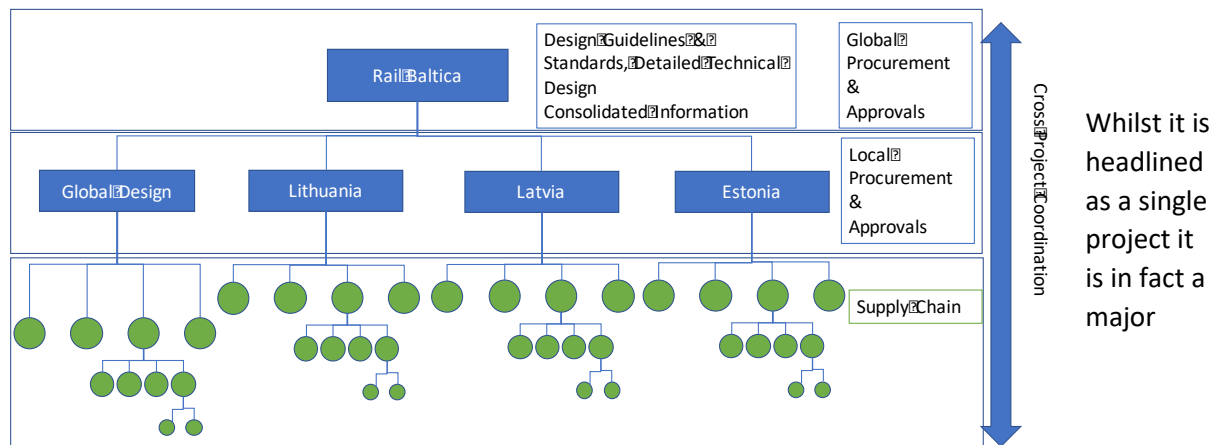 Rail Baltica
Design Guidelines &
Standards, Detailed Technical
Design
Consolidated Information
Global
Procurement
&
Approvals
Global Design
Lithuania
Latvia
Estonia
Local
Procurement
&
Approvals
Supply Chain
Cross Project Coordination
Whilst it is
headlined
as a single
project it
is in fact a
major